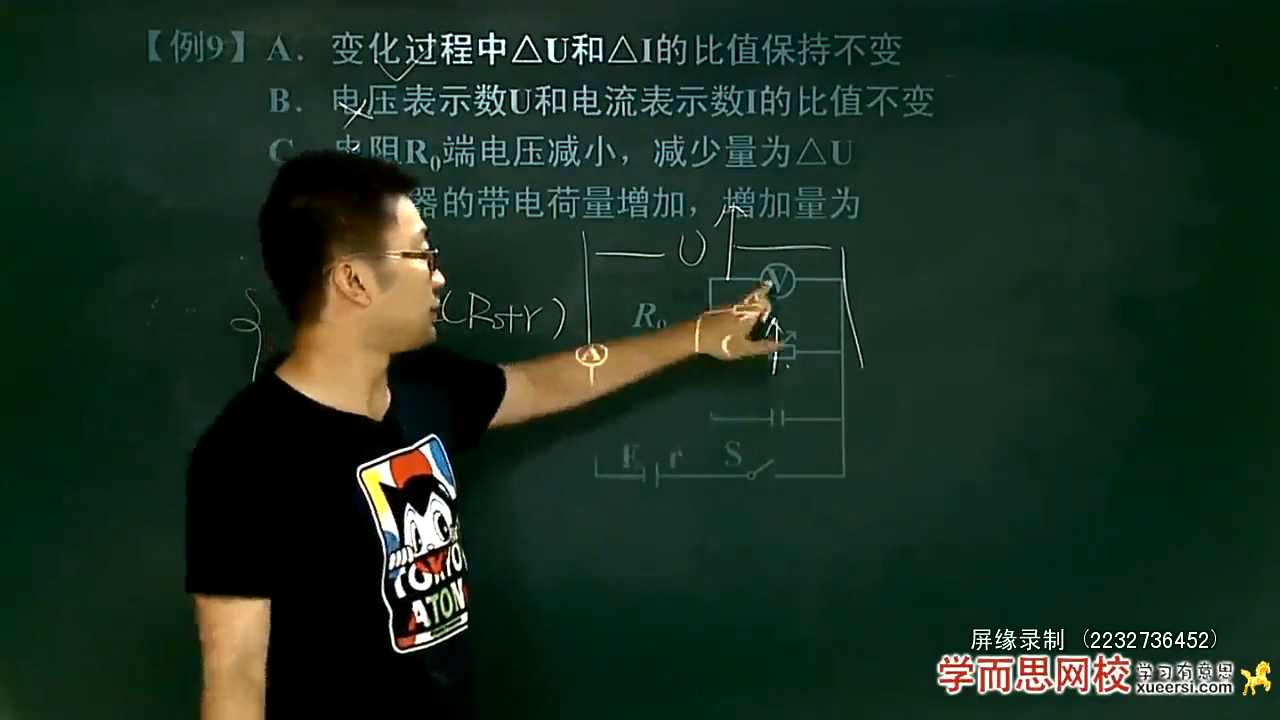 【例9】A. 变化过程中△U和△I的比值保持不变
B. 电压表示数U和电流表示数I的比值不变
C. 电阻R0端电压减小，减少量为△U
器的带电荷量增加，增加量为
U
(R0+r)
R0
V
A
E r S
TOKYO
ATOM
屏缘录制 (2232736452)
学而思网校 学习有意思
xueersi.com